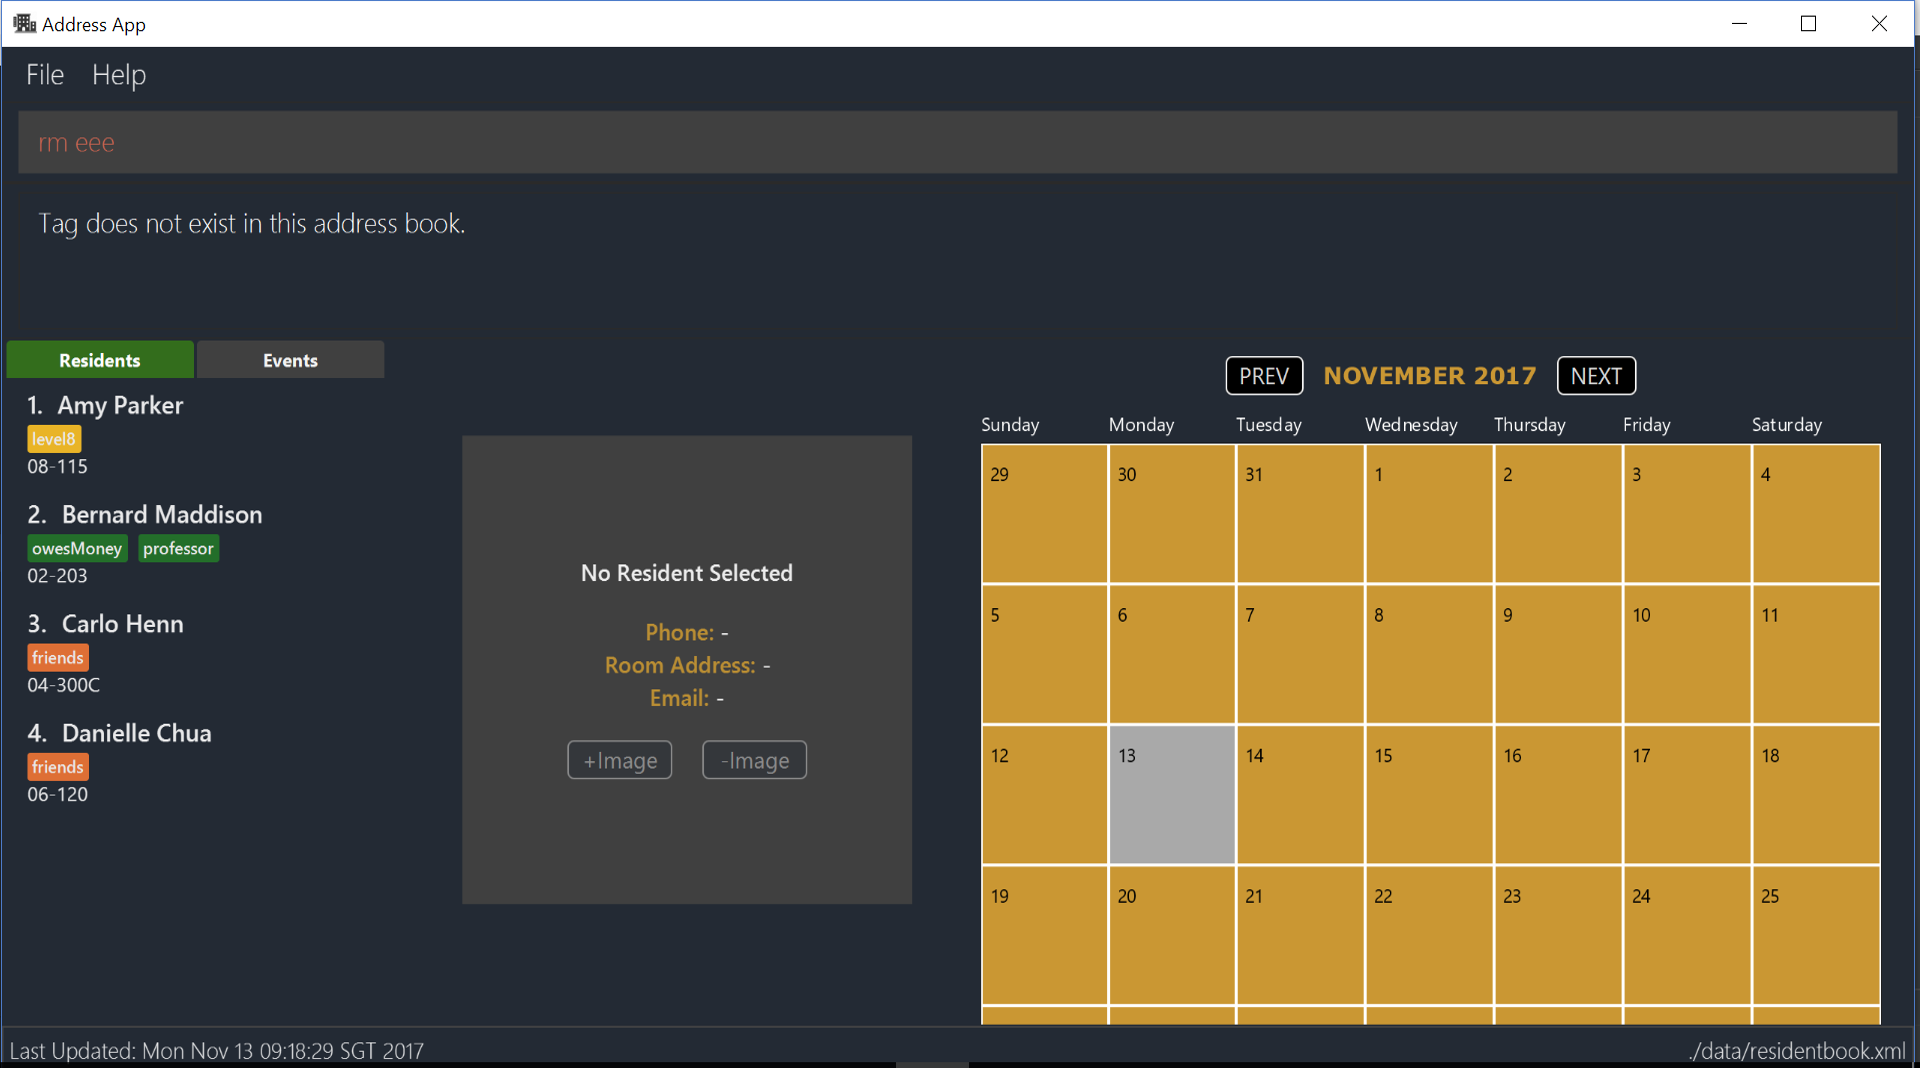 Address App
File Help
rm eee
Tag does not exist in this address book.
Residents Events
1. Amy Parker
level8
08-115
2. Bernard Maddison
owesMoney professor
02-203
3. Carlo Henn
friends
04-300C
4. Danielle Chua
friends
06-120
No Resident Selected
Phone: -
Room Address: -
Email: -
+Image -Image
PREV NOVEMBER 2017 NEXT
Sunday Monday Tuesday Wednesday Thursday Friday Saturday
29 30 31 1 2 3 4
5 6 7 8 9 10 11
12 13 14 15 16 17 18
19 20 21 22 23 24 25
Last Updated: Mon Nov 13 09:18:29 SGT 2017 ./data/residentbook.xml